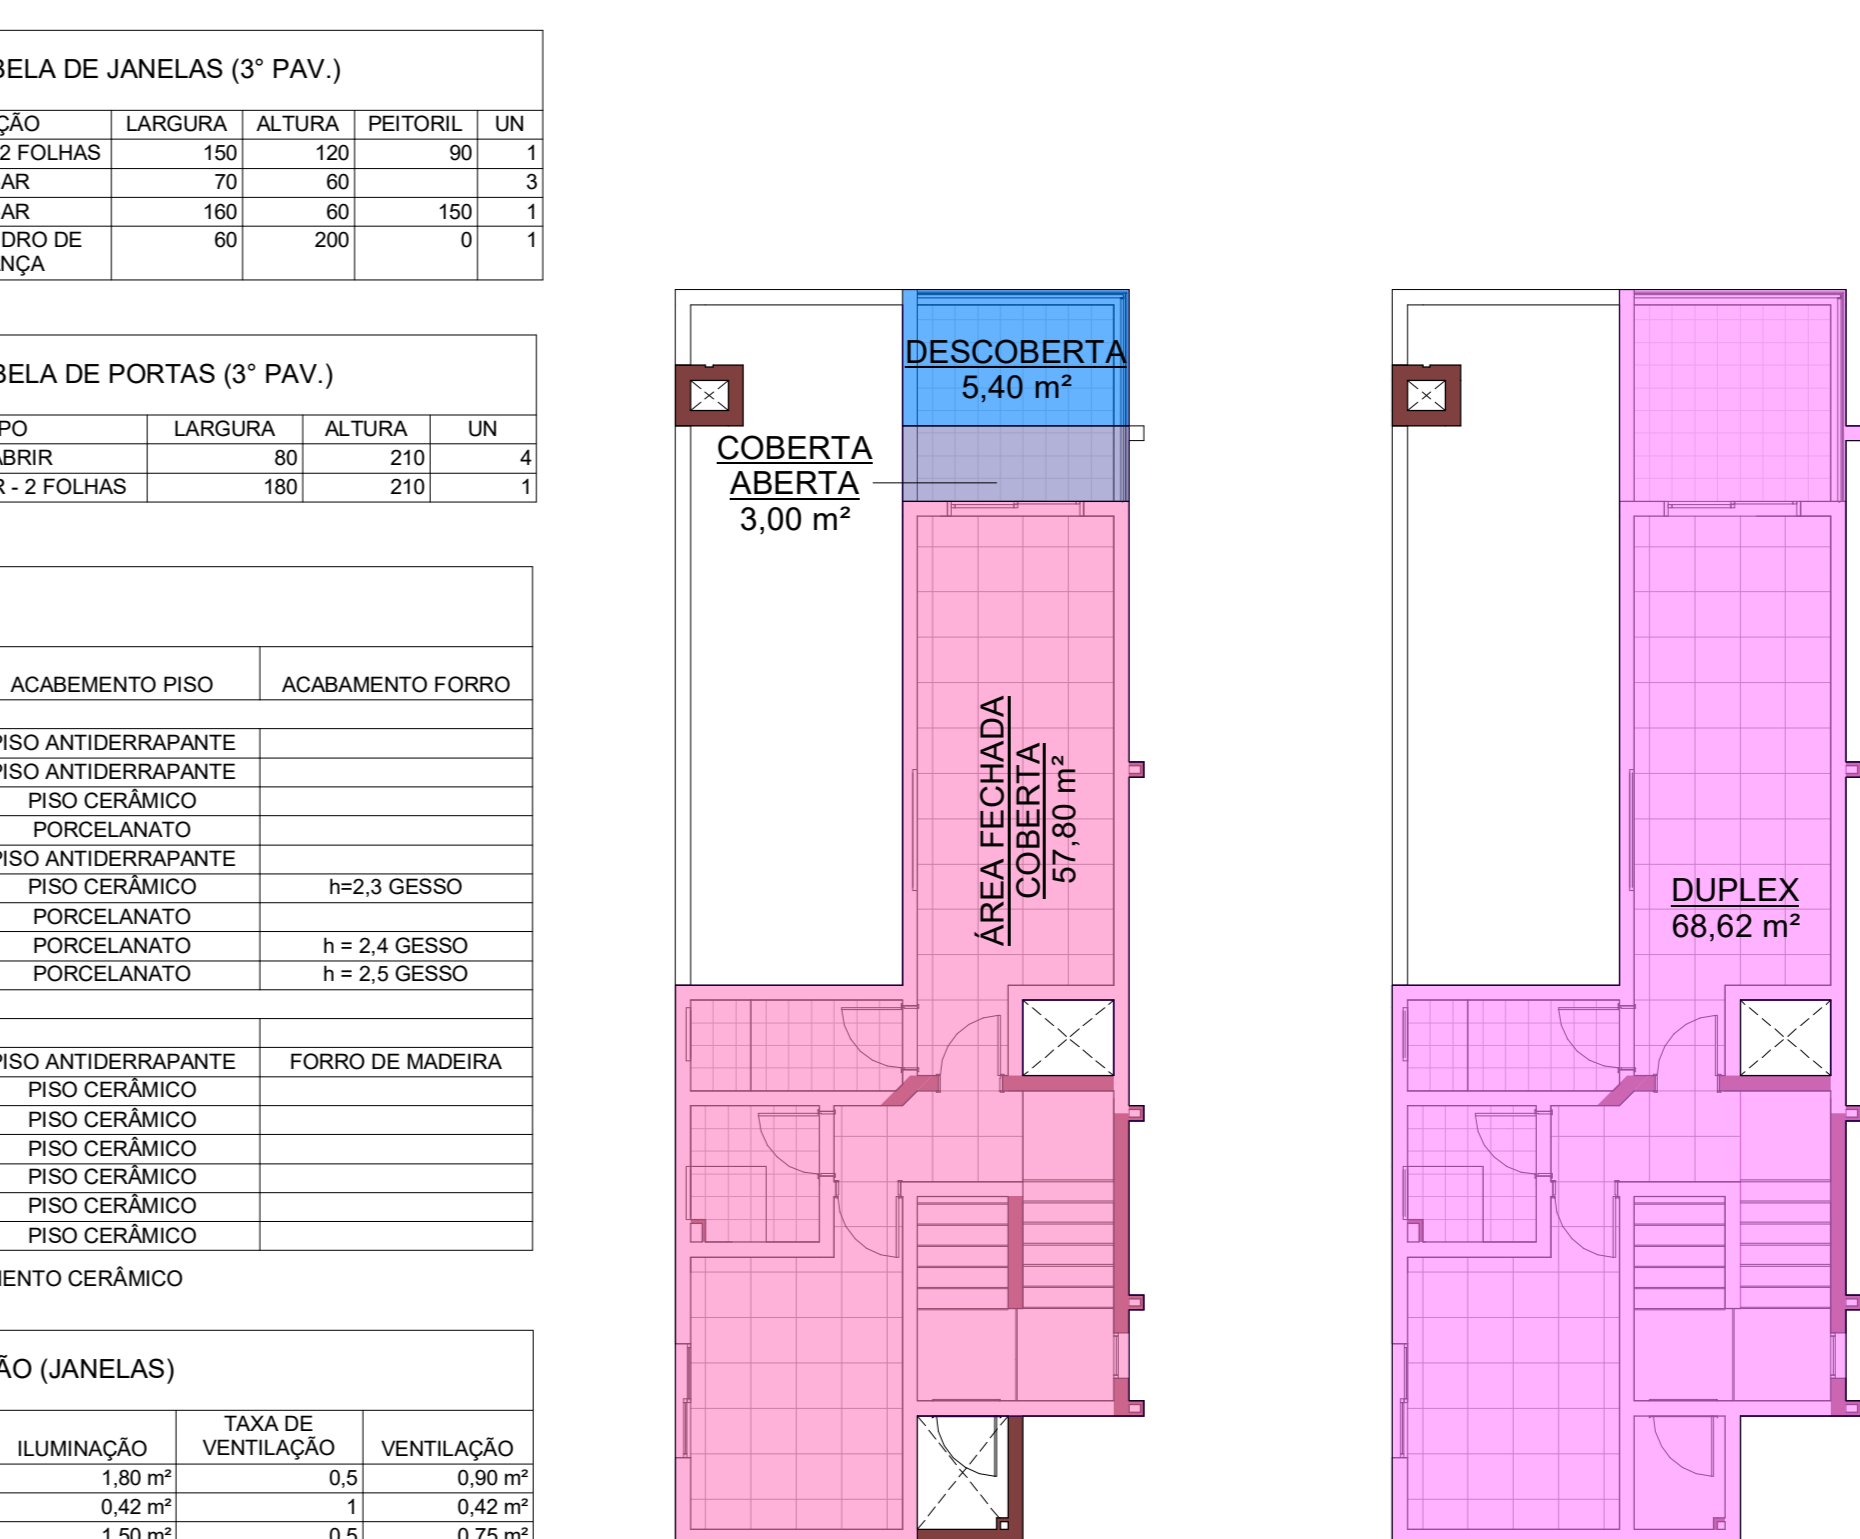 BELA DE JANELAS (3° PAV.)
ÇÃO LARGURA ALTURA PEITORIL UN
2 FOLHAS 150 120 90 1
AR 70 60 3
AR 160 60 150 1
DRO DE 60 200 0 1
NÇA
BELA DE PORTAS (3° PAV.)
PO LARGURA ALTURA UN
ABRIR 80 210 4
R - 2 FOLHAS 180 210 1
ACABEMENTO PISO ACABAMENTO FORRO
PISO ANTIDERRAPANTE
PISO ANTIDERRAPANTE
PISO CERÂMICO
PORCELANATO
PISO ANTIDERRAPANTE
PISO CERÂMICO h=2,3 GESSO
PORCELANATO
PORCELANATO h = 2,4 GESSO
PORCELANATO h = 2,5 GESSO
PISO ANTIDERRAPANTE FORRO DE MADEIRA
PISO CERÂMICO
PISO CERÂMICO
PISO CERÂMICO
PISO CERÂMICO
PISO CERÂMICO
PISO CERÂMICO
MENTO CERÂMICO
ÃO (JANELAS)
ILUMINAÇÃO TAXA DE VENTILAÇÃO VENTILAÇÃO
1,80 m² 0,5 0,90 m²
0,42 m² 1 0,42 m²
1,50 m² 0,5 0,75 m²
DESCOBERTA
5,40 m²
COBERTA
ABERTA
3,00 m²
ÁREA FECHADA
COBERTA
57,80 m²
DUPLEX
68,62 m²